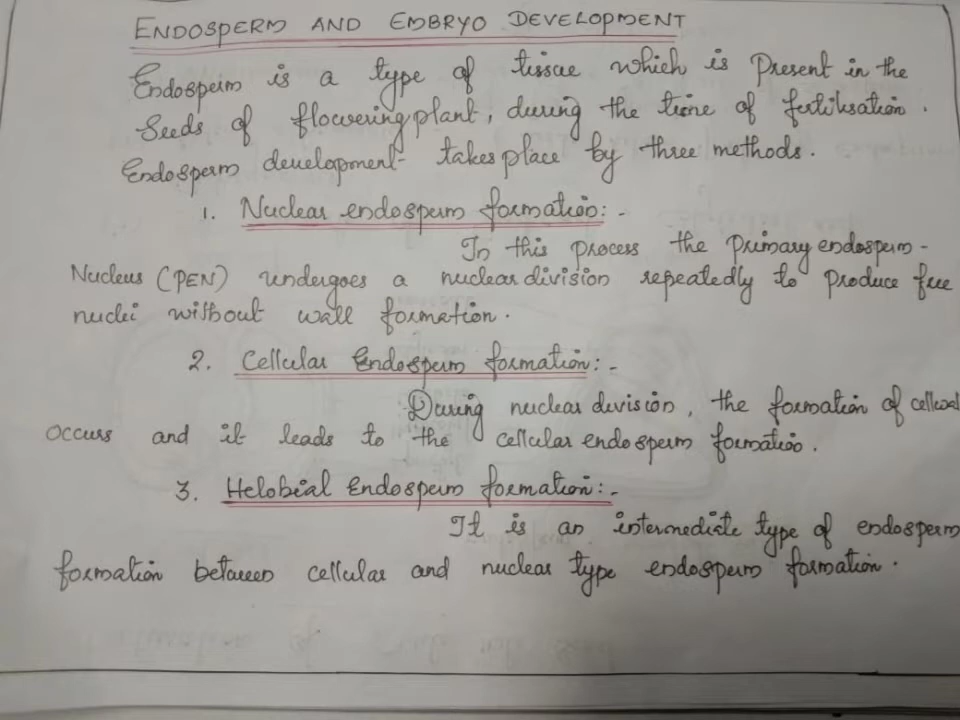 ENDOSPERM AND EMBRYO DEVELOPMENT
Endosperm is a type of tissue which is Present in the
Seeds of flowering plant, during the time of fertilisation.
Endosperm development takes place by three methods.
1. Nuclear endosperm formation:-
In this process the primary endosperm-
Nucleus (PEN) undergoes a nuclear division repeatedly to produce free
nuclei without wall formation.
2. Cellular Endosperm formation:-
During nuclear division, the formation of cellwal
occurs and it leads to the cellular endosperm formation.
3. Helobial Endosperm formation:-
It is an intermediate type of endosperm
formation between cellular and nuclear type endosperm formation.